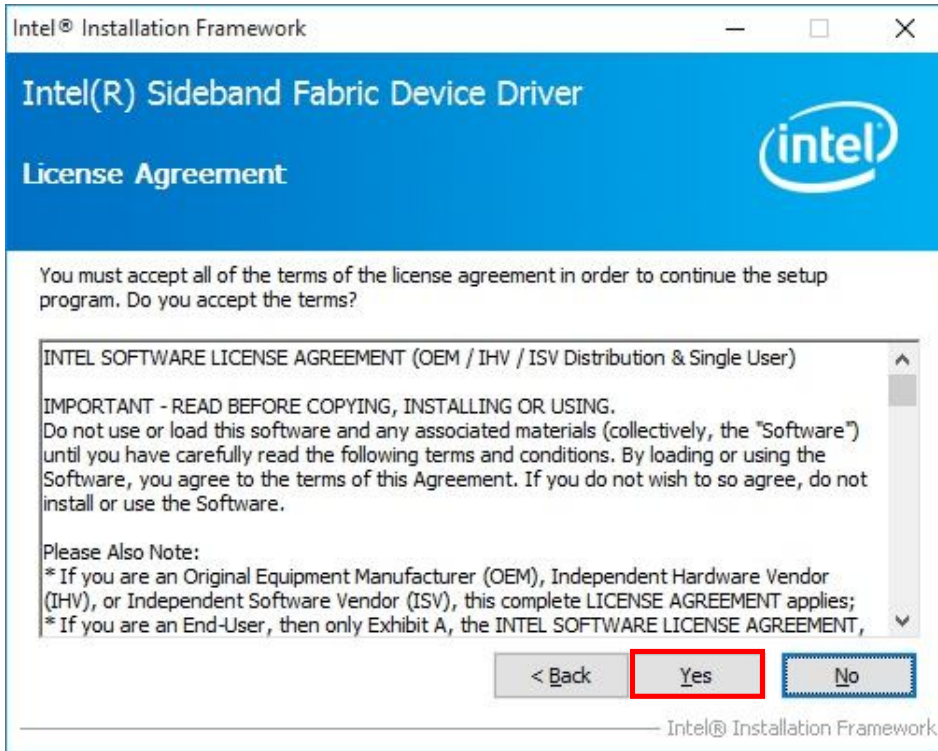 Intel® Installation Framework
Intel(R) Sideband Fabric Device Driver
intel
License Agreement
You must accept all of the terms of the license agreement in order to continue the setup
program. Do you accept the terms?
INTEL SOFTWARE LICENSE AGREEMENT (OEM / IHV / ISV Distribution & Single User)
IMPORTANT - READ BEFORE COPYING, INSTALLING OR USING.
Do not use or load this software and any associated materials (collectively, the "Software")
until you have carefully read the following terms and conditions. By loading or using the
Software, you agree to the terms of this Agreement. If you do not wish to so agree, do not
install or use the Software.
Please Also Note:
* If you are an Original Equipment Manufacturer (OEM), Independent Hardware Vendor
(IHV), or Independent Software Vendor (ISV), this complete LICENSE AGREEMENT applies;
* If you are an End-User, then only Exhibit A, the INTEL SOFTWARE LICENSE AGREEMENT,
< Back Yes No
Intel® Installation Framework